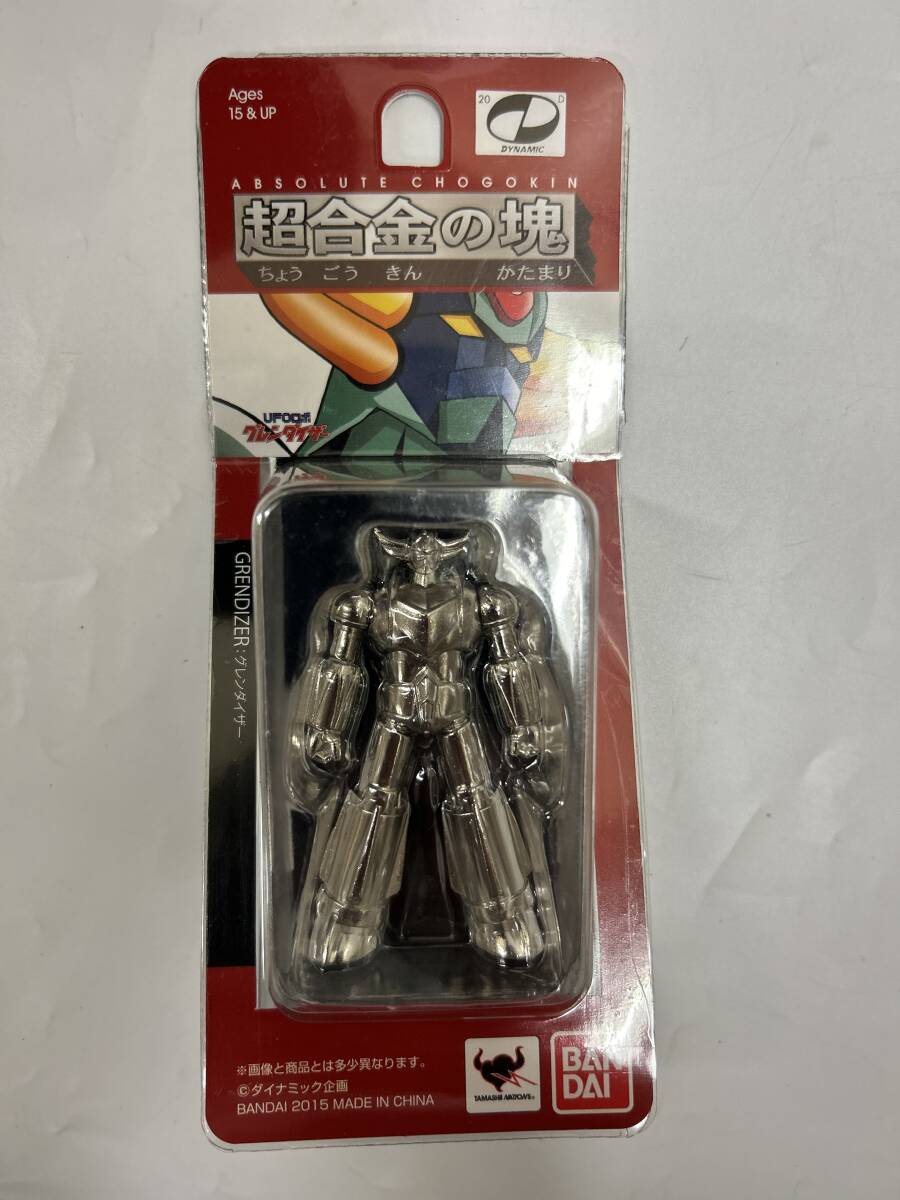 Ages
15 & UP
20 D
DYNAMIC
ABSOLUTE CHOGOKIN
超合金の塊
ちょう ごう きん かたまり
UFOロボ
グレンダイザー
GRENDIZER：グレンダイザー
※画像と商品とは多少異なります。
©ダイナミック企画
BANDAI 2015 MADE IN CHINA
TAMASHII NATIONS
BAN
DAI